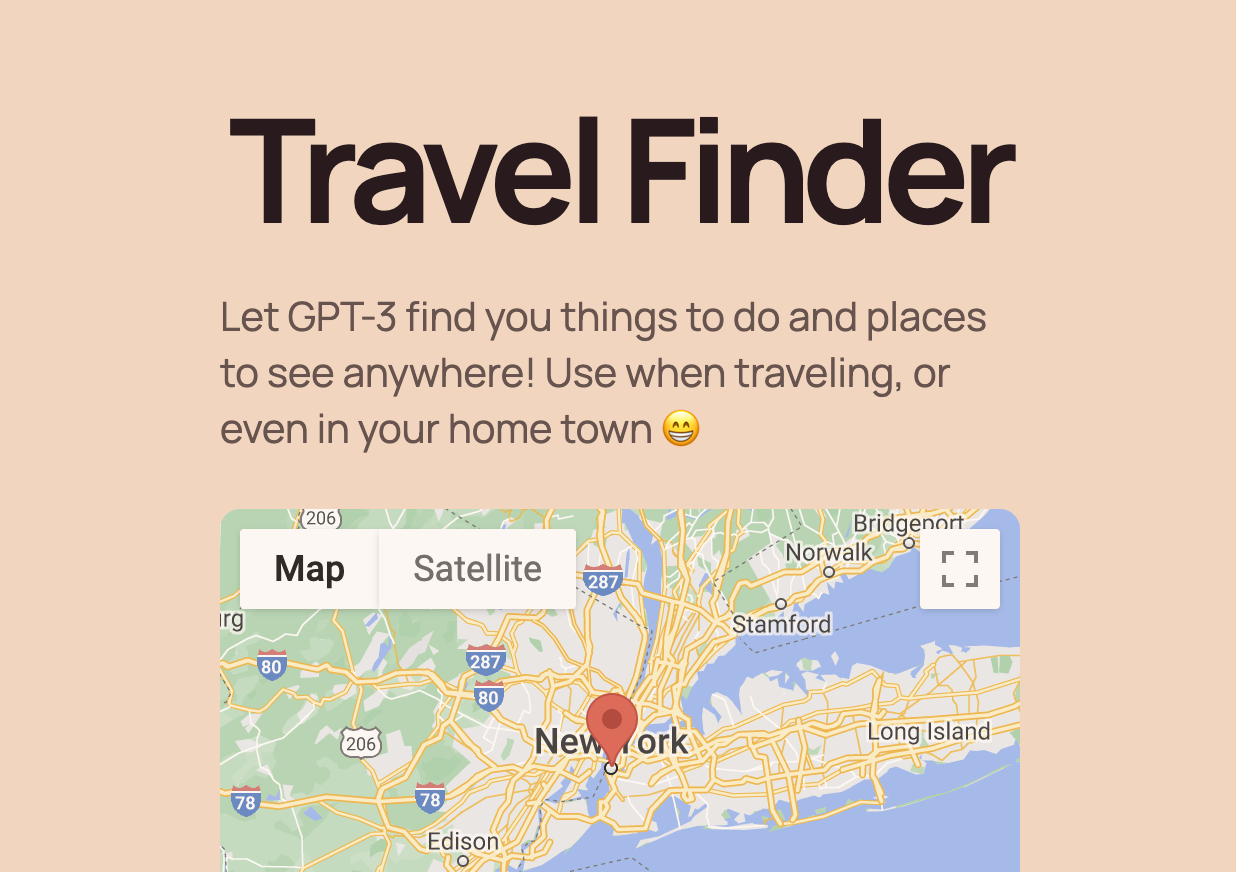 Travel Finder
Let GPT-3 find you things to do and places
to see anywhere! Use when traveling, or
even in your home town 😁
206
Bridgeport
Map
Satellite
Norwalk
287
Stamford
80
287
80
206
New York
Long Island
78
78
Edison